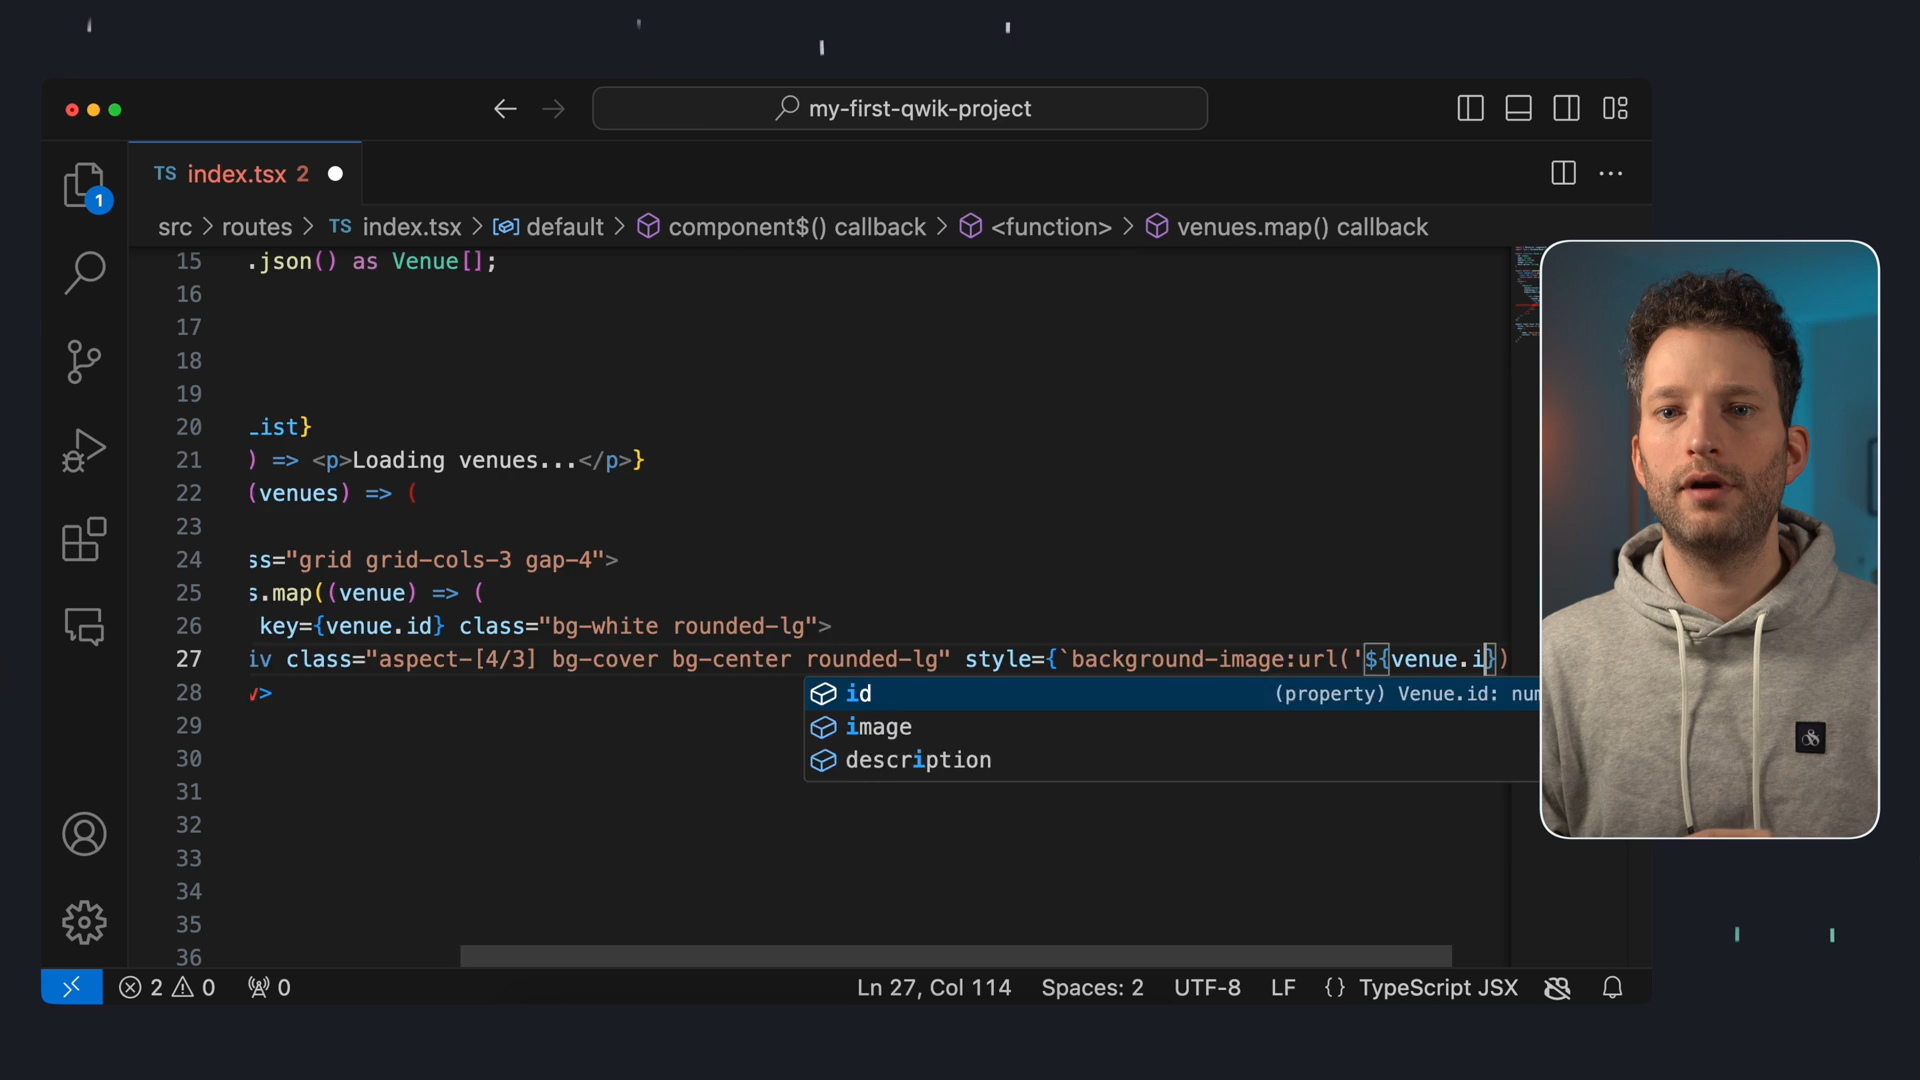 my-first-qwik-project
TS index.tsx 2
src > routes > TS index.tsx > default > component$() callback > <function> > venues.map() callback
1
15 .json() as Venue[];
16
17
18
19
20 _ist}
21 ) => <p>Loading venues...</p>}
22 (venues) => (
23
24 ss="grid grid-cols-3 gap-4">
25 s.map((venue) => (
26 key={venue.id} class="bg-white rounded-lg">
27 iv class="aspect-[4/3] bg-cover bg-center rounded-lg" style={`background-image:url('${venue.i})
28 v>
id (property) Venue.id: num
29 image
30 description
31
32
33
34
35
36
2 0 0 Ln 27, Col 114 Spaces: 2 UTF-8 LF {} TypeScript JSX